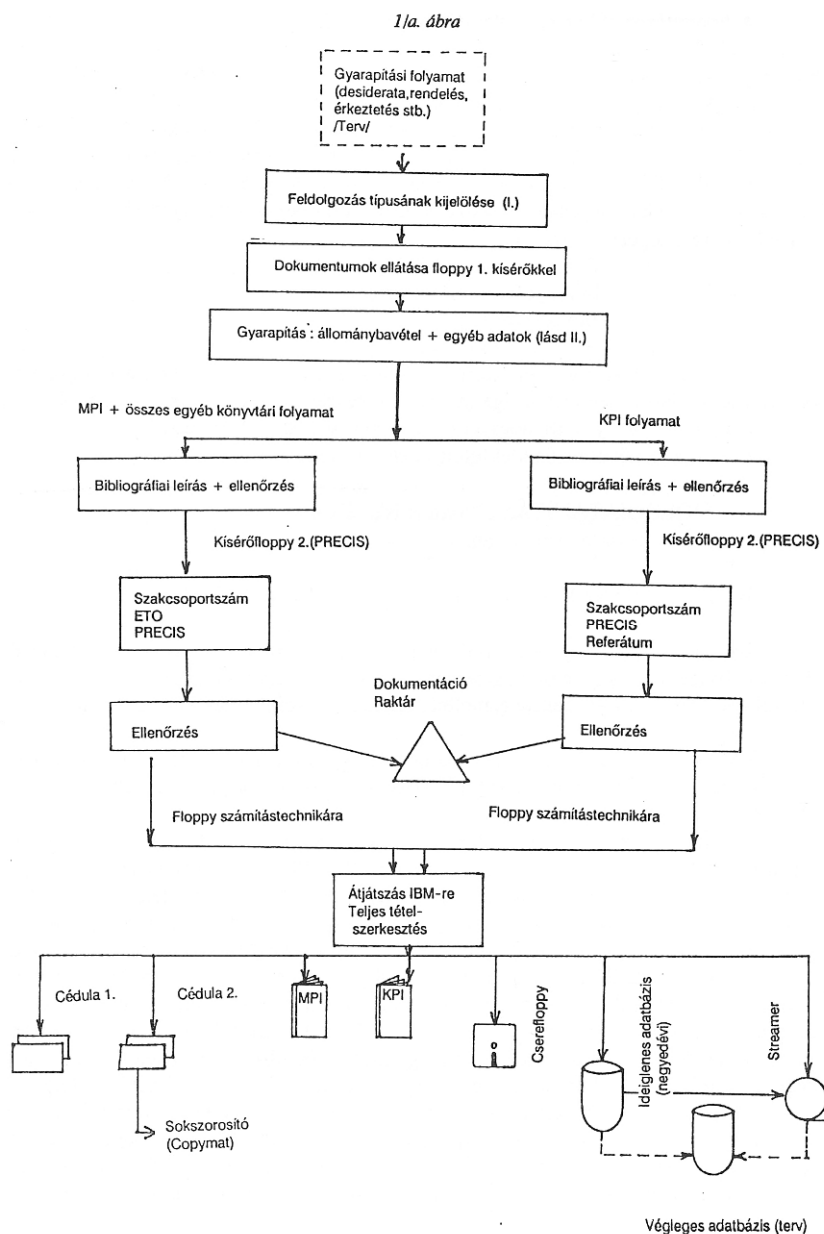 1/a. ábra
Gyarapítási folyamat
(desiderata,rendelés,
érkeztetés stb.)
/Terv/
Feldolgozás típusának kijelölése (I.)
Dokumentumok ellátása floppy 1. kísérőkkel
Gyarapítás : állománybavétel + egyéb adatok (lásd II.)
MPI + összes egyéb könyvtári folyamat
KPI folyamat
Bibliográfiai leírás + ellenőrzés
Bibliográfiai leírás + ellenőrzés
Kísérőfloppy 2.(PRECIS)
Kísérőfloppy 2.(PRECIS)
Szakcsoportszám
ETO
PRECIS
Szakcsoportszám
PRECIS
Referátum
Dokumentáció
Raktár
Ellenőrzés
Ellenőrzés
Floppy számítástechnikára
Floppy számítástechnikára
Átjátszás IBM-re
Teljes tétel-
szerkesztés
Cédula 1.
Cédula 2.
MPI
KPI
Cserefloppy
Ideiglenes adatbázis
(negyedévi)
Streamer
Sokszorosító
(Copymat)
Végleges adatbázis (terv)